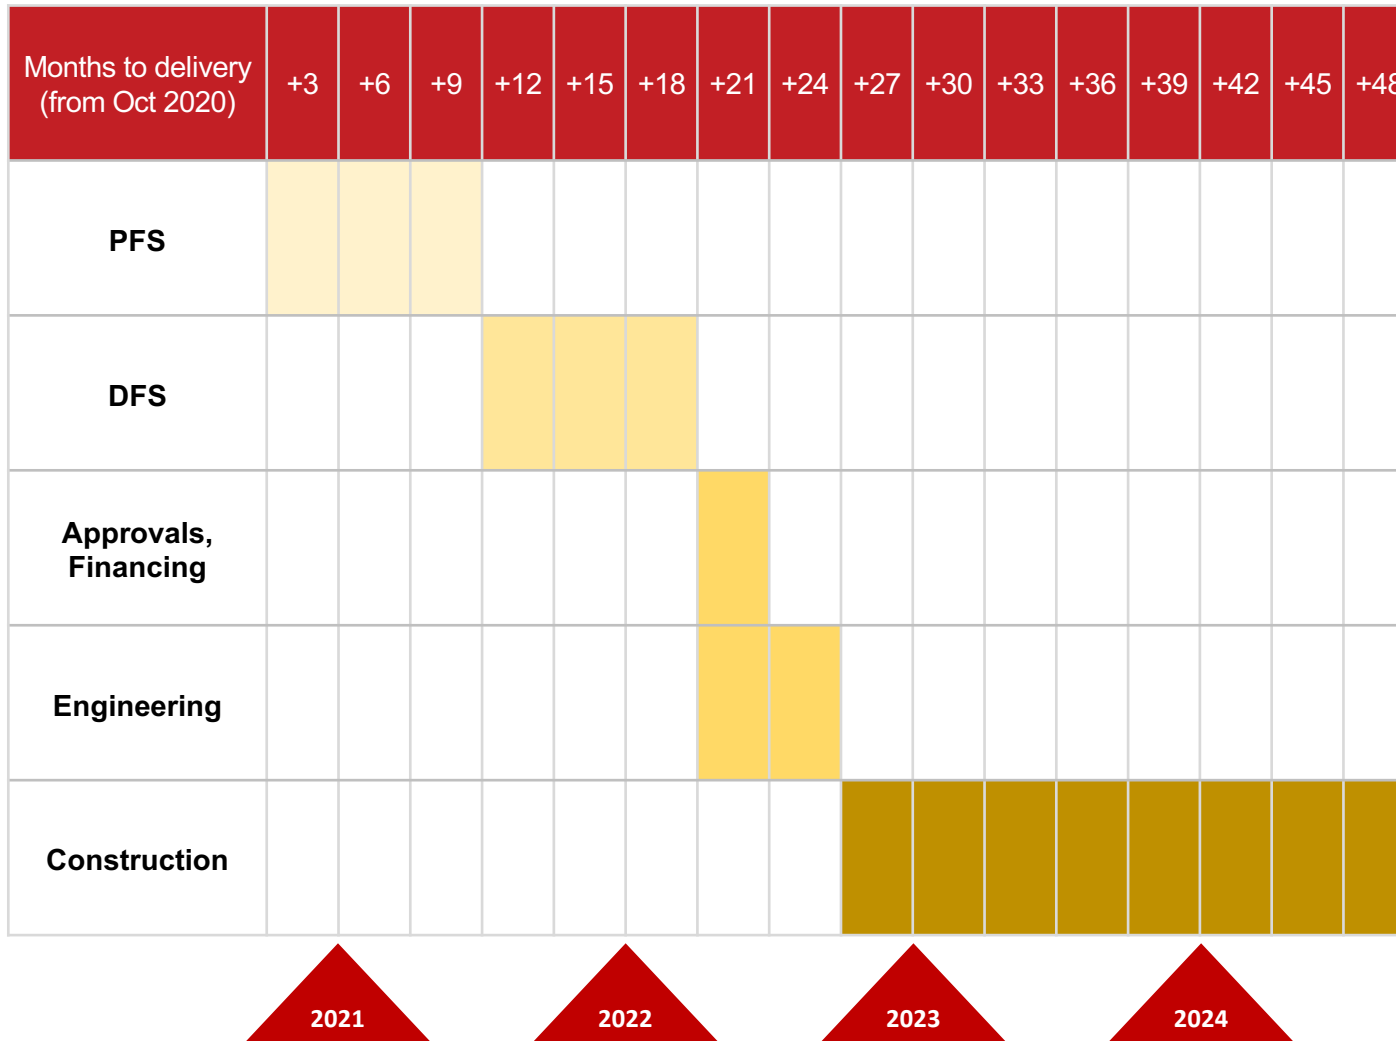 Months to delivery
(from Oct 2020)
+3 +6 +9 +12 +15 +18 +21 +24 +27 +30 +33 +36 +39 +42 +45 +48
PFS
DFS
Approvals,
Financing
Engineering
Construction
2021 2022 2023 2024